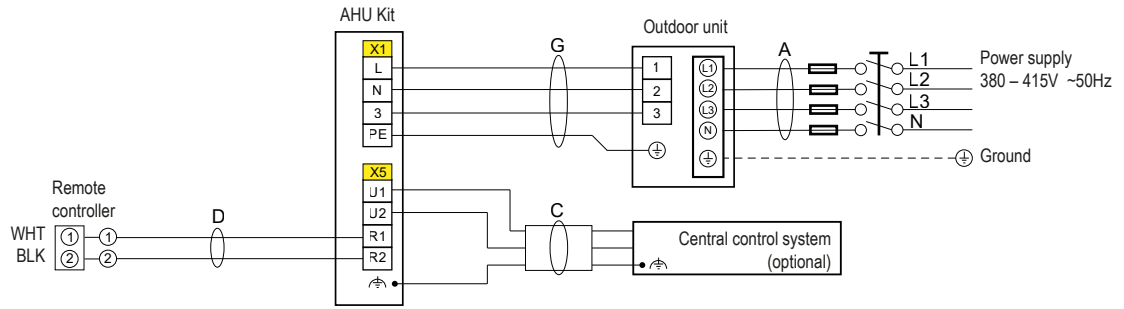 AHU Kit
Outdoor unit
X1
L
N
3
PE
G
1
2
3
L1
L2
L3
N
A
L1
L2
L3
N
Power supply
380 – 415V ~50Hz
Ground
X5
U1
U2
R1
R2
Remote
controller
WHT 1 1
BLK 2 2
D
C
Central control system
(optional)